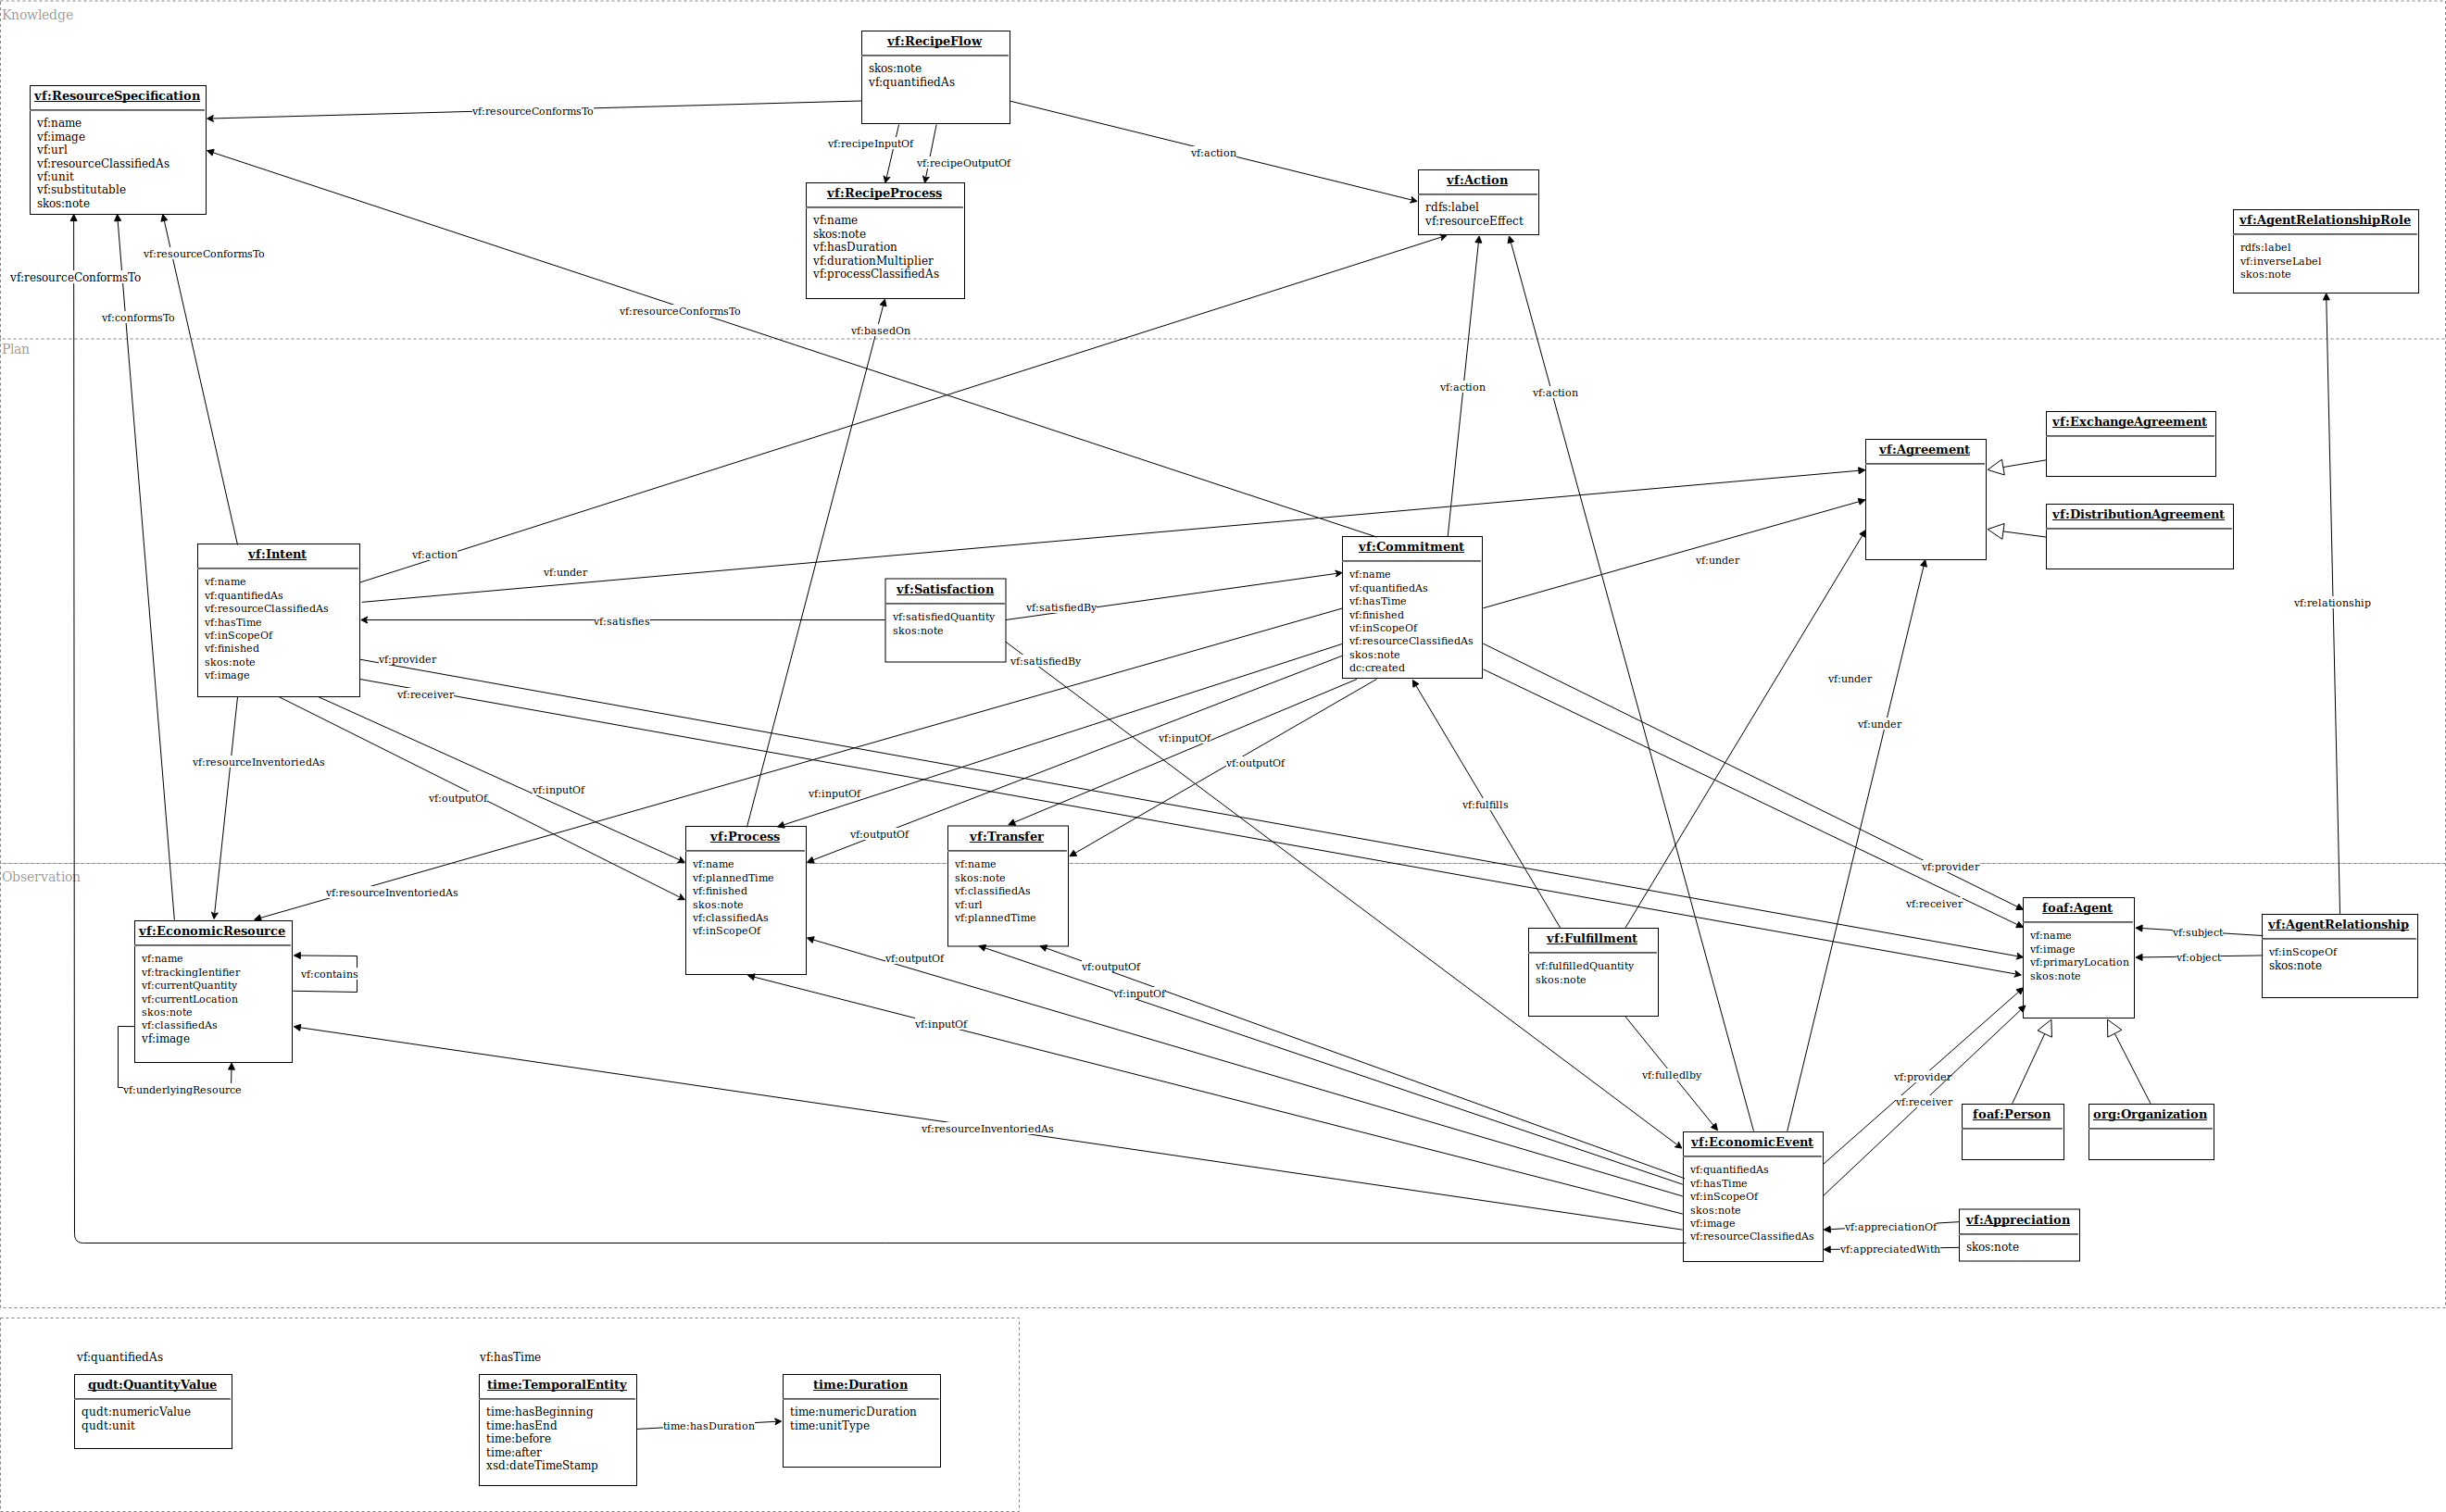 Knowledge
vf:RecipeFlow
skos:note
vf:quantifiedAs
vf:ResourceSpecification
vf:name
vf:image
vf:url
vf:resourceClassifiedAs
vf:unit
vf:substitutable
skos:note
vf:resourceConformsTo
vf:recipeInputOf
vf:recipeOutputOf
vf:action
vf:RecipeProcess
vf:name
skos:note
vf:hasDuration
vf:durationMultiplier
vf:processClassifiedAs
vf:Action
rdfs:label
vf:resourceEffect
vf:AgentRelationshipRole
rdfs:label
vf:inverseLabel
skos:note
vf:resourceConformsTo
vf:resourceConformsTo
vf:conformsTo
vf:resourceConformsTo
vf:basedOn
Plan
vf:action
vf:action
vf:ExchangeAgreement
vf:Agreement
vf:DistributionAgreement
vf:Intent
vf:name
vf:quantifiedAs
vf:resourceClassifiedAs
vf:hasTime
vf:inScopeOf
vf:finished
skos:note
vf:image
vf:action
vf:under
vf:Satisfaction
vf:satisfiedQuantity
skos:note
vf:satisfies
vf:satisfiedBy
vf:satisfiedBy
vf:Commitment
vf:name
vf:quantifiedAs
vf:hasTime
vf:finished
vf:inScopeOf
vf:resourceClassifiedAs
skos:note
dc:created
vf:under
vf:relationship
vf:provider
vf:receiver
vf:under
vf:under
vf:resourceInventoriedAs
vf:outputOf
vf:inputOf
vf:inputOf
vf:outputOf
vf:inputOf
vf:outputOf
vf:fulfills
vf:Process
vf:name
vf:plannedTime
vf:finished
skos:note
vf:classifiedAs
vf:inScopeOf
vf:Transfer
vf:name
skos:note
vf:classifiedAs
vf:url
vf:plannedTime
vf:provider
vf:receiver
Observation
vf:resourceInventoriedAs
vf:EconomicResource
vf:name
vf:trackingIdentifier
vf:currentQuantity
vf:currentLocation
skos:note
vf:classifiedAs
vf:image
vf:contains
vf:underlyingResource
vf:outputOf
vf:inputOf
vf:outputOf
vf:inputOf
vf:Fulfillment
vf:fulfilledQuantity
skos:note
foaf:Agent
vf:name
vf:image
vf:primaryLocation
skos:note
vf:subject
vf:object
vf:AgentRelationship
vf:inScopeOf
skos:note
vf:fulledlby
vf:provider
vf:receiver
foaf:Person
org:Organization
vf:resourceInventoriedAs
vf:EconomicEvent
vf:quantifiedAs
vf:hasTime
vf:inScopeOf
skos:note
vf:image
vf:resourceClassifiedAs
vf:appreciationOf
vf:appreciatedWith
vf:Appreciation
skos:note
vf:quantifiedAs
qudt:QuantityValue
qudt:numericValue
qudt:unit
vf:hasTime
time:TemporalEntity
time:hasBeginning
time:hasEnd
time:before
time:after
xsd:dateTimeStamp
time:hasDuration
time:Duration
time:numericDuration
time:unitType